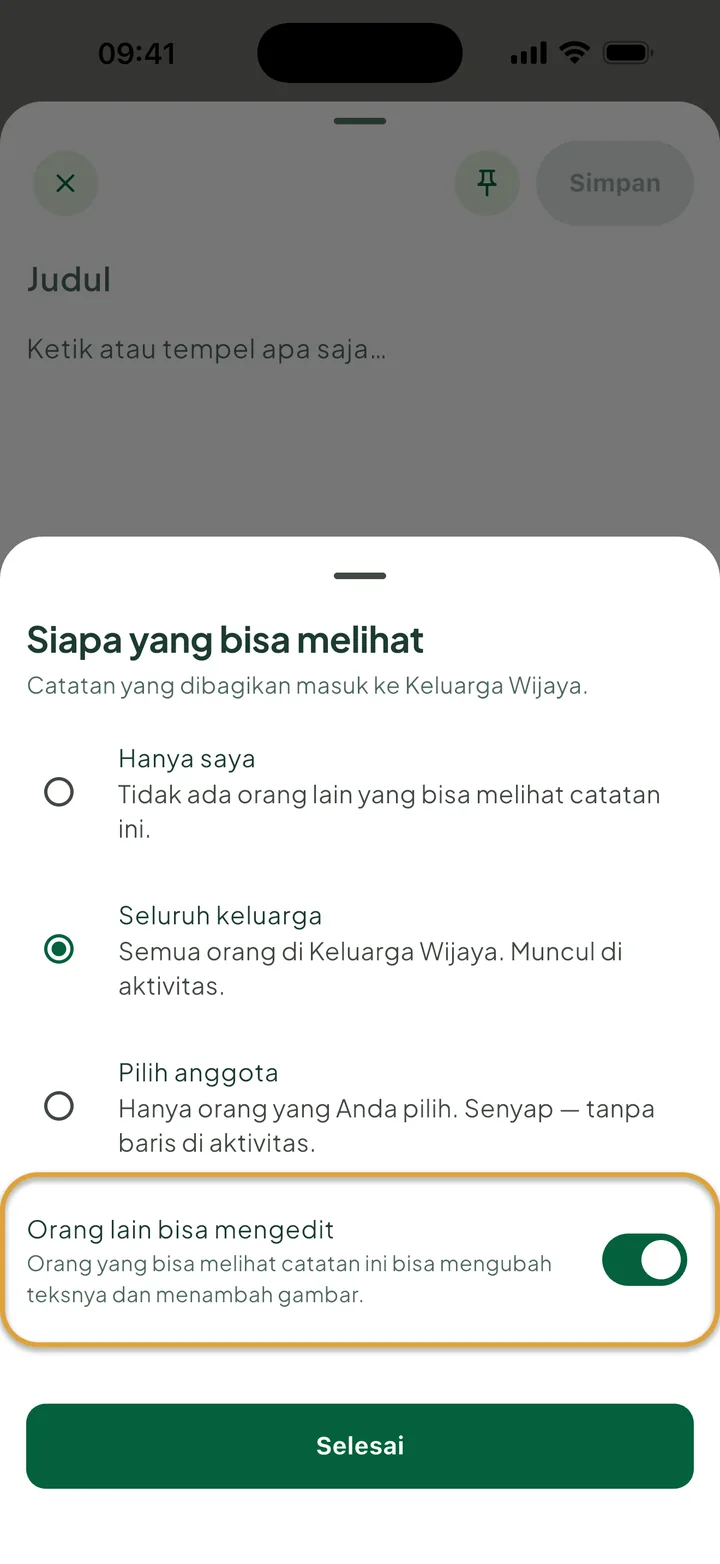 09:41
Simpan
Judul
Ketik atau tempel apa saja…
Siapa yang bisa melihat
Catatan yang dibagikan masuk ke Keluarga Wijaya.
Hanya saya
Tidak ada orang lain yang bisa melihat catatan
ini.
Seluruh keluarga
Semua orang di Keluarga Wijaya. Muncul di
aktivitas.
Pilih anggota
Hanya orang yang Anda pilih. Senyap — tanpa
baris di aktivitas.
Orang lain bisa mengedit
Orang yang bisa melihat catatan ini bisa mengubah
teksnya dan menambah gambar.
Selesai